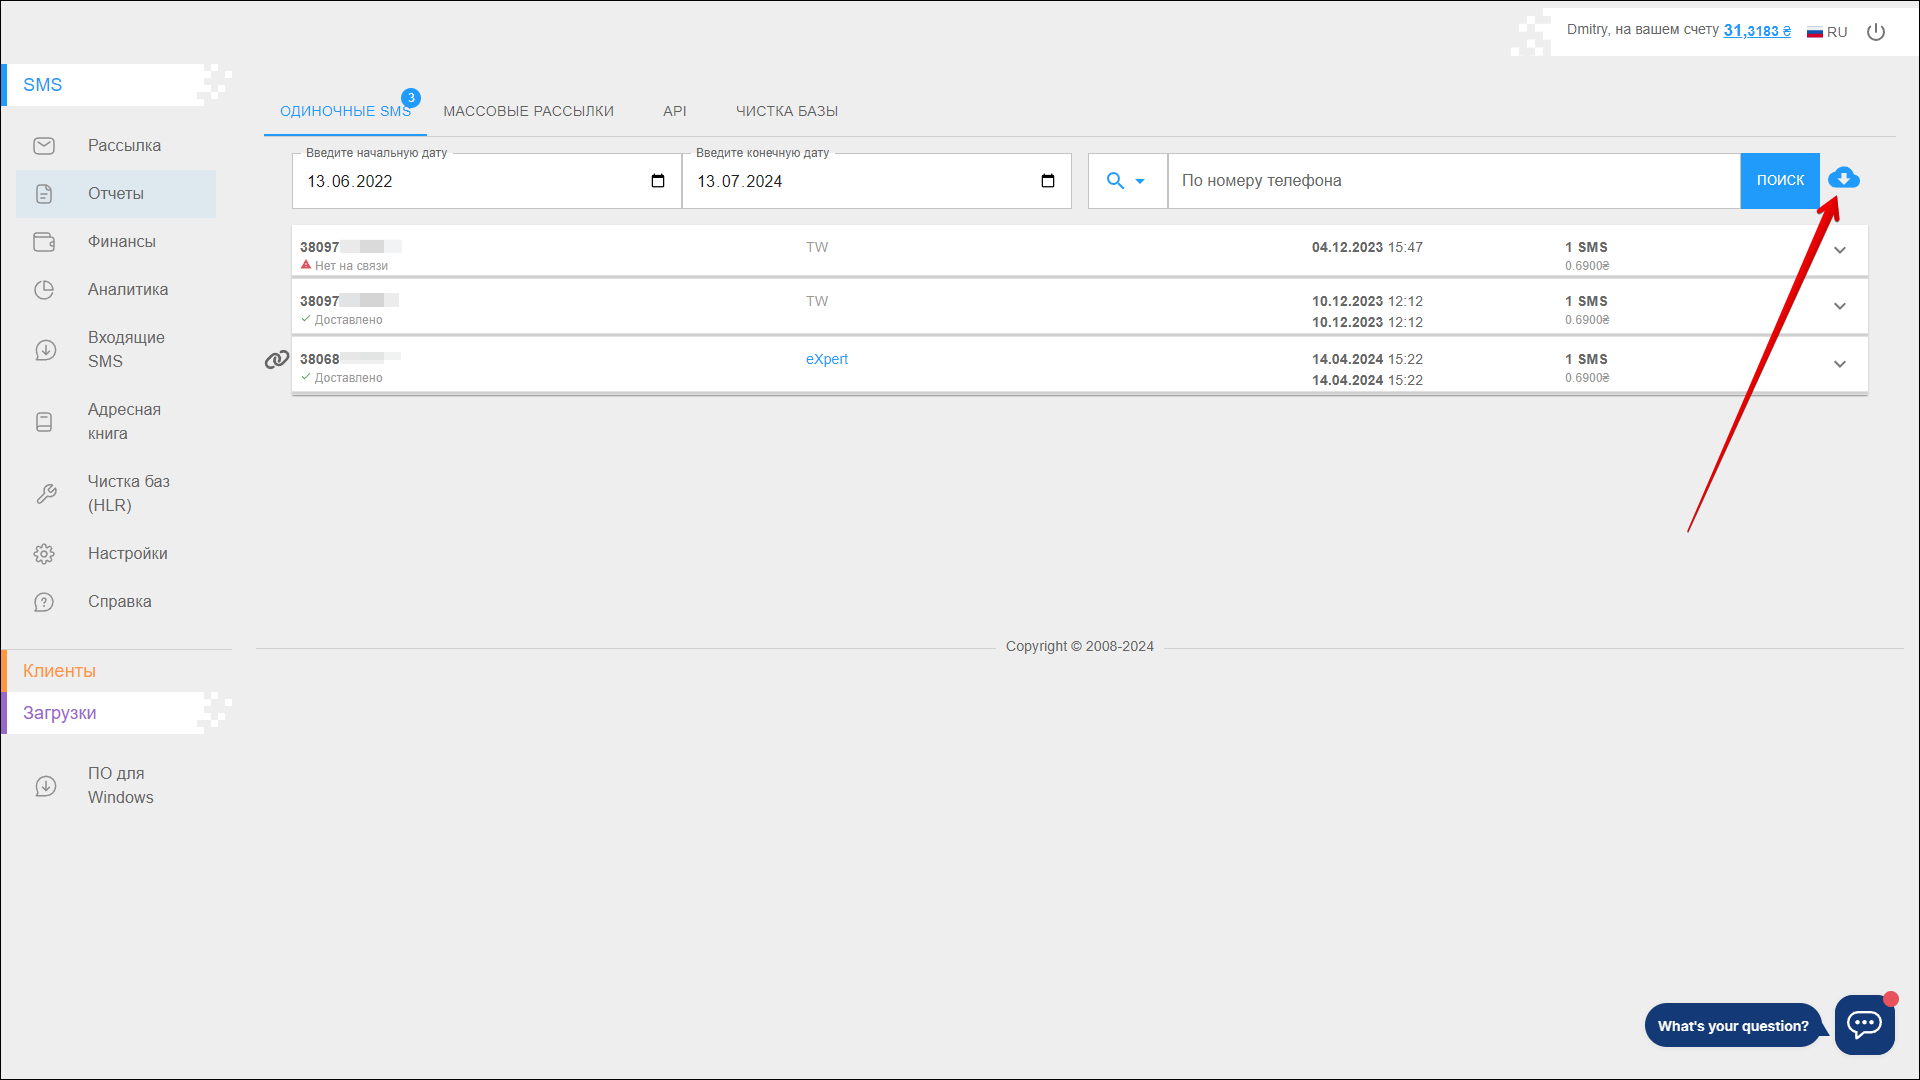 Dmitry, на вашем счету 31,3183 ₴ RU
SMS
Рассылка
Отчеты
Финансы
Аналитика
Входящие
SMS
Адресная
книга
Чистка баз
(HLR)
Настройки
Справка
Клиенты
Загрузки
ПО для
Windows
ОДИНОЧНЫЕ SMS 3 МАССОВЫЕ РАССЫЛКИ API ЧИСТКА БАЗЫ
Введите начальную дату Введите конечную дату
13.06.2022 13.07.2024 По номеру телефона ПОИСК
38097 TW 04.12.2023 15:47 1 SMS
Нет на связи 0.6900₴
38097 TW 10.12.2023 12:12 1 SMS
Доставлено 10.12.2023 12:12 0.6900₴
38068 eXpert 14.04.2024 15:22 1 SMS
Доставлено 14.04.2024 15:22 0.6900₴
Copyright © 2008-2024
What's your question?